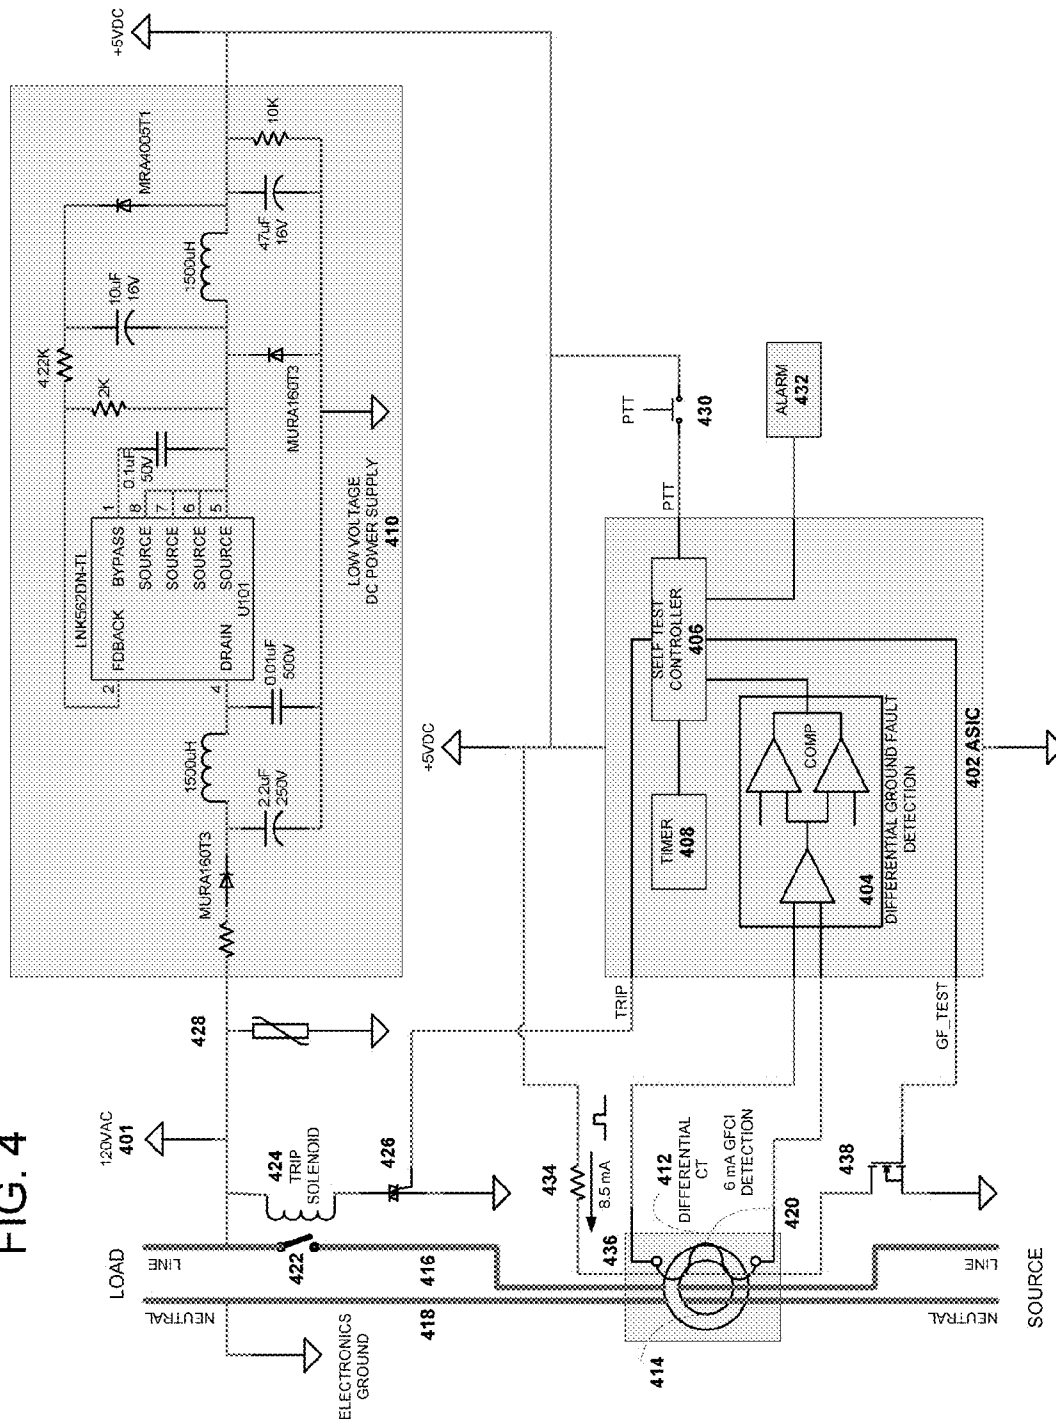 FIG. 4
+5VDC
LNK562DN-TL
2
FDBACK
BYPASS
1
SOURCE
8
SOURCE
7
SOURCE
6
4
DRAIN
SOURCE
5
U101
4.22K
2K
0.1uF
50V
10uF
16V
MRA4005T1
1500uH
47uF
16V
10K
MURA160T3
MURA160T3
2.2uF
250V
1500uH
0.01uF
500V
LOW VOLTAGE
DC POWER SUPPLY
410
120VAC
401
428
424
TRIP
SOLENOID
426
422
LOAD
LINE
416
NEUTRAL
418
ELECTRONICS
GROUND
+5VDC
PTT
430
PTT
ALARM
432
SELF TEST
CONTROLLER
406
TIMER
408
COMP
404
DIFFERENTIAL GROUND FAULT
DETECTION
402 ASIC
TRIP
GF_TEST
434
8.5 mA
436
412
DIFFERENTIAL
CT
6 mA GFCI
DETECTION
420
438
414
LINE
NEUTRAL
SOURCE